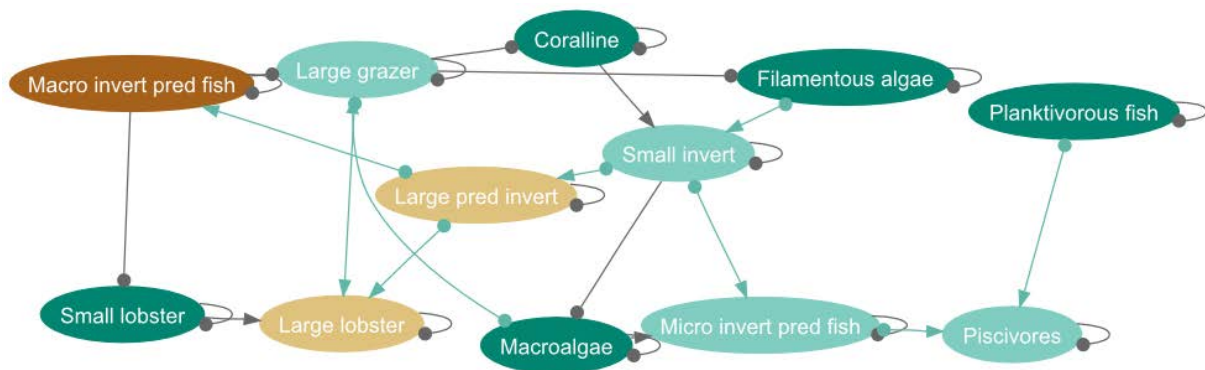 Coralline
Large grazer
Macro invert pred fish
Filamentous algae
Planktivorous fish
Small invert
Large pred invert
Small lobster
Large lobster
Macroalgae
Micro invert pred fish
Piscivores